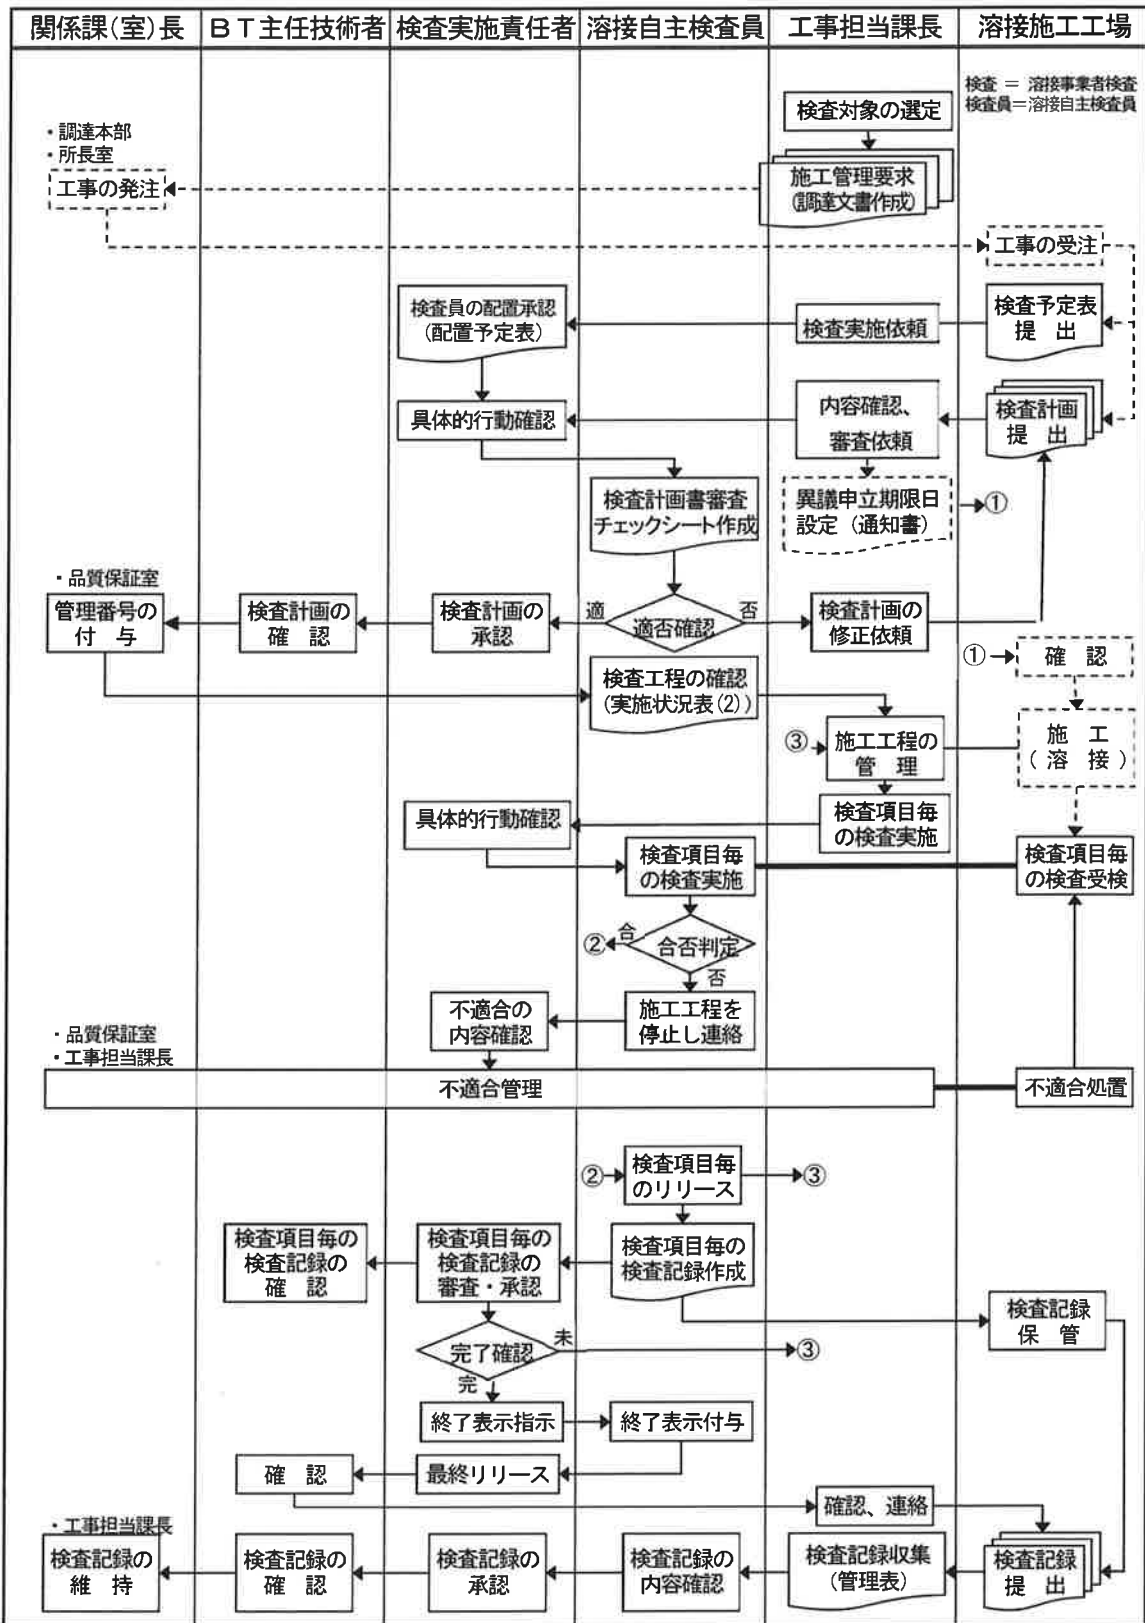 関係課(室)長
BT主任技術者
検査実施責任者
溶接自主検査員
工事担当課長
溶接施工工場
検査 = 溶接事業者検査
検査員=溶接自主検査員
検査対象の選定
・調達本部
・所長室
工事の発注
施工管理要求
(調達文書作成)
工事の受注
検査員の配置承認
(配置予定表)
検査実施依頼
検査予定表
提 出
具体的行動確認
内容確認、
審査依頼
検査計画
提 出
検査計画書審査
チェックシート作成
異議申立期限日
設定(通知書)
①
・品質保証室
管理番号の
付 与
検査計画の
確 認
検査計画の
承認
適
適否確認
否
検査計画の
修正依頼
①
確 認
検査工程の確認
(実施状況表(2))
③
施工工程の
管 理
施 工
(溶 接)
具体的行動確認
検査項目毎
の検査実施
検査項目毎
の検査実施
検査項目毎
の検査受検
②
合
合否判定
否
不適合の
内容確認
施工工程を
停止し連絡
・品質保証室
・工事担当課長
不適合管理
不適合処置
②
検査項目毎
のリリース
③
検査項目毎の
検査記録の
確 認
検査項目毎の
検査記録の
審査・承認
検査項目毎の
検査記録作成
検査記録
保 管
完了確認
未
③
完
終了表示指示
終了表示付与
確 認
最終リリース
確認、連絡
・工事担当課長
検査記録の
維 持
検査記録の
確 認
検査記録の
承認
検査記録の
内容確認
検査記録収集
(管理表)
検査記録
提 出